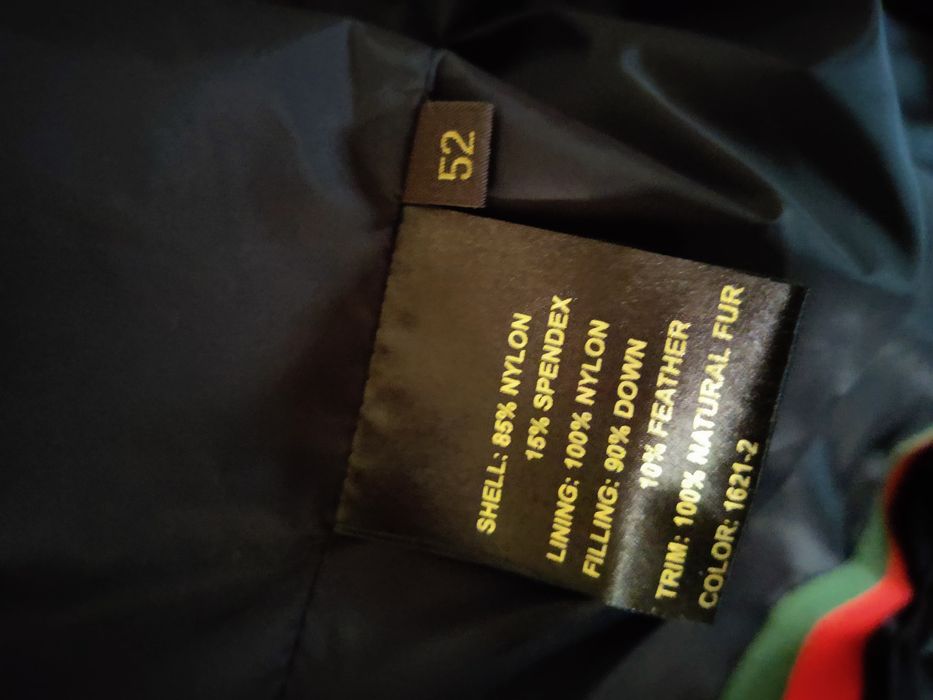 52
SHELL: 85% NYLON
15% SPENDEX
LINING: 100% NYLON
FILLING: 90% DOWN
10% FEATHER
TRIM: 100% NATURAL FUR
COLOR: 1621-2